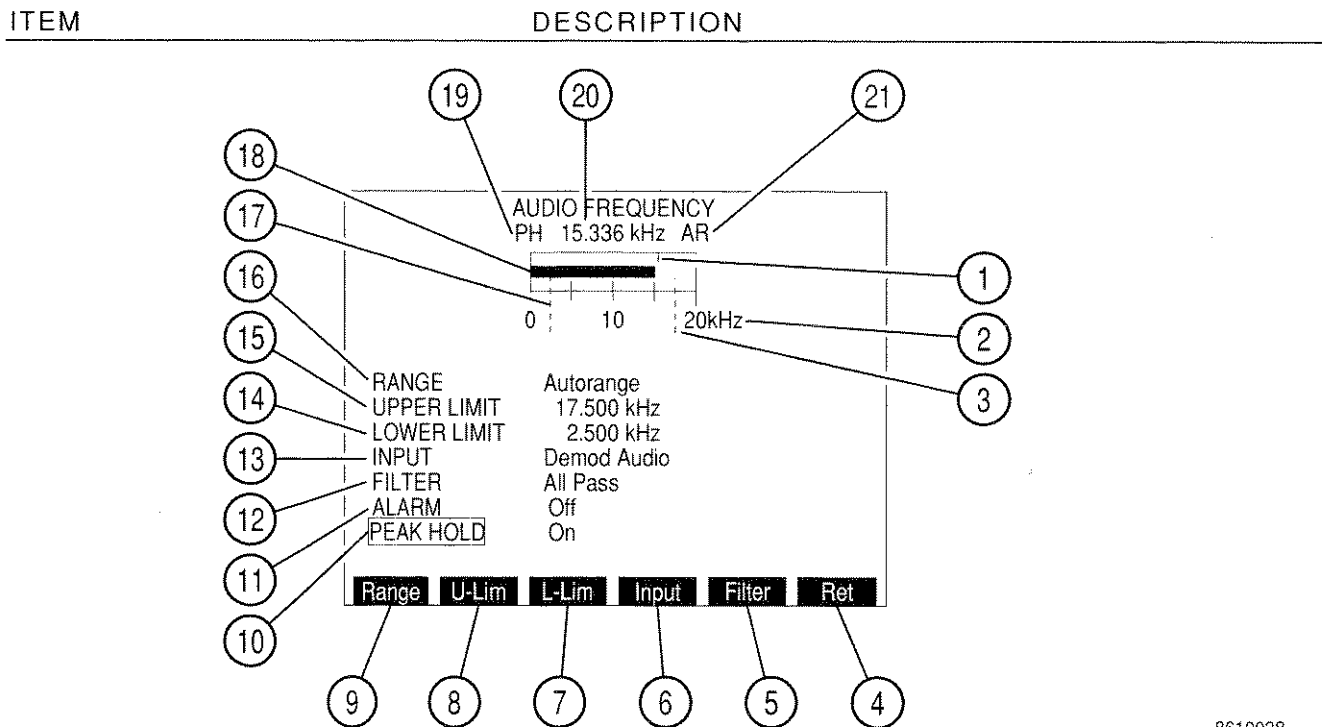 ITEM DESCRIPTION
19 20 21
18
17
16
15
14
13
12
11
10
AUDIO FREQUENCY
PH 15.336 kHz AR
0 10 20kHz
1
2
3
RANGE Autorange
UPPER LIMIT 17.500 kHz
LOWER LIMIT 2.500 kHz
INPUT Demod Audio
FILTER All Pass
ALARM Off
PEAK HOLD On
Range U-Lim L-Lim Input Filter Ret
9 8 7 6 5 4